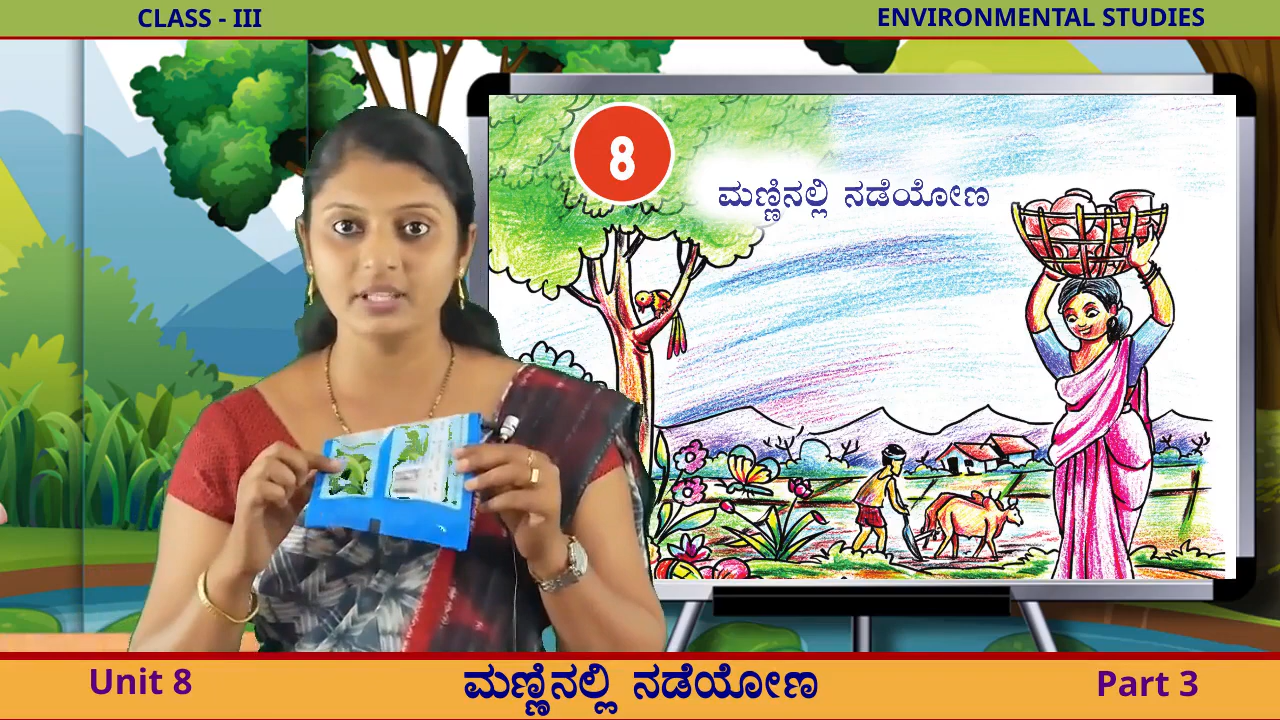 CLASS - III
ENVIRONMENTAL STUDIES
8
ಮಣ್ಣಿನಲ್ಲಿ ನಡೆಯೋಣ
Unit 8
ಮಣ್ಣಿನಲ್ಲಿ ನಡೆಯೋಣ
Part 3